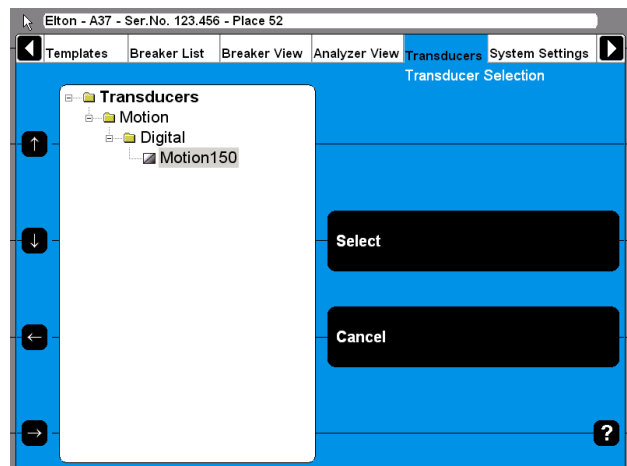 Elton - A37 - Ser.No. 123.456 - Place 52
Templates Breaker List Breaker View Analyzer View Transducers System Settings
Transducer Selection
Transducers
Motion
Digital
Motion150
↑
↓
Select
←
Cancel
→
?